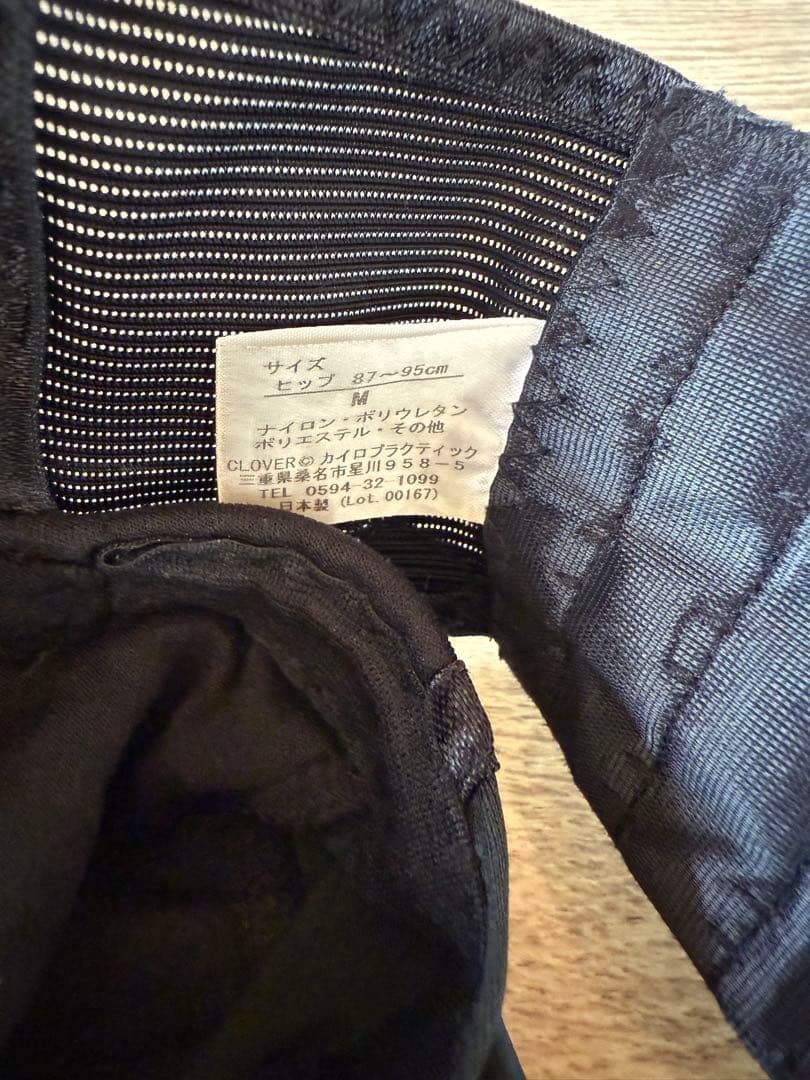 サイズ
ヒップ 87～95cm
M
ナイロン・ポリウレタン
ポリエステル・その他
CLOVER© カイロプラクティック
三重県桑名市星川958-5
TEL 0594-32-1099
日本製 (Lot. 00167)